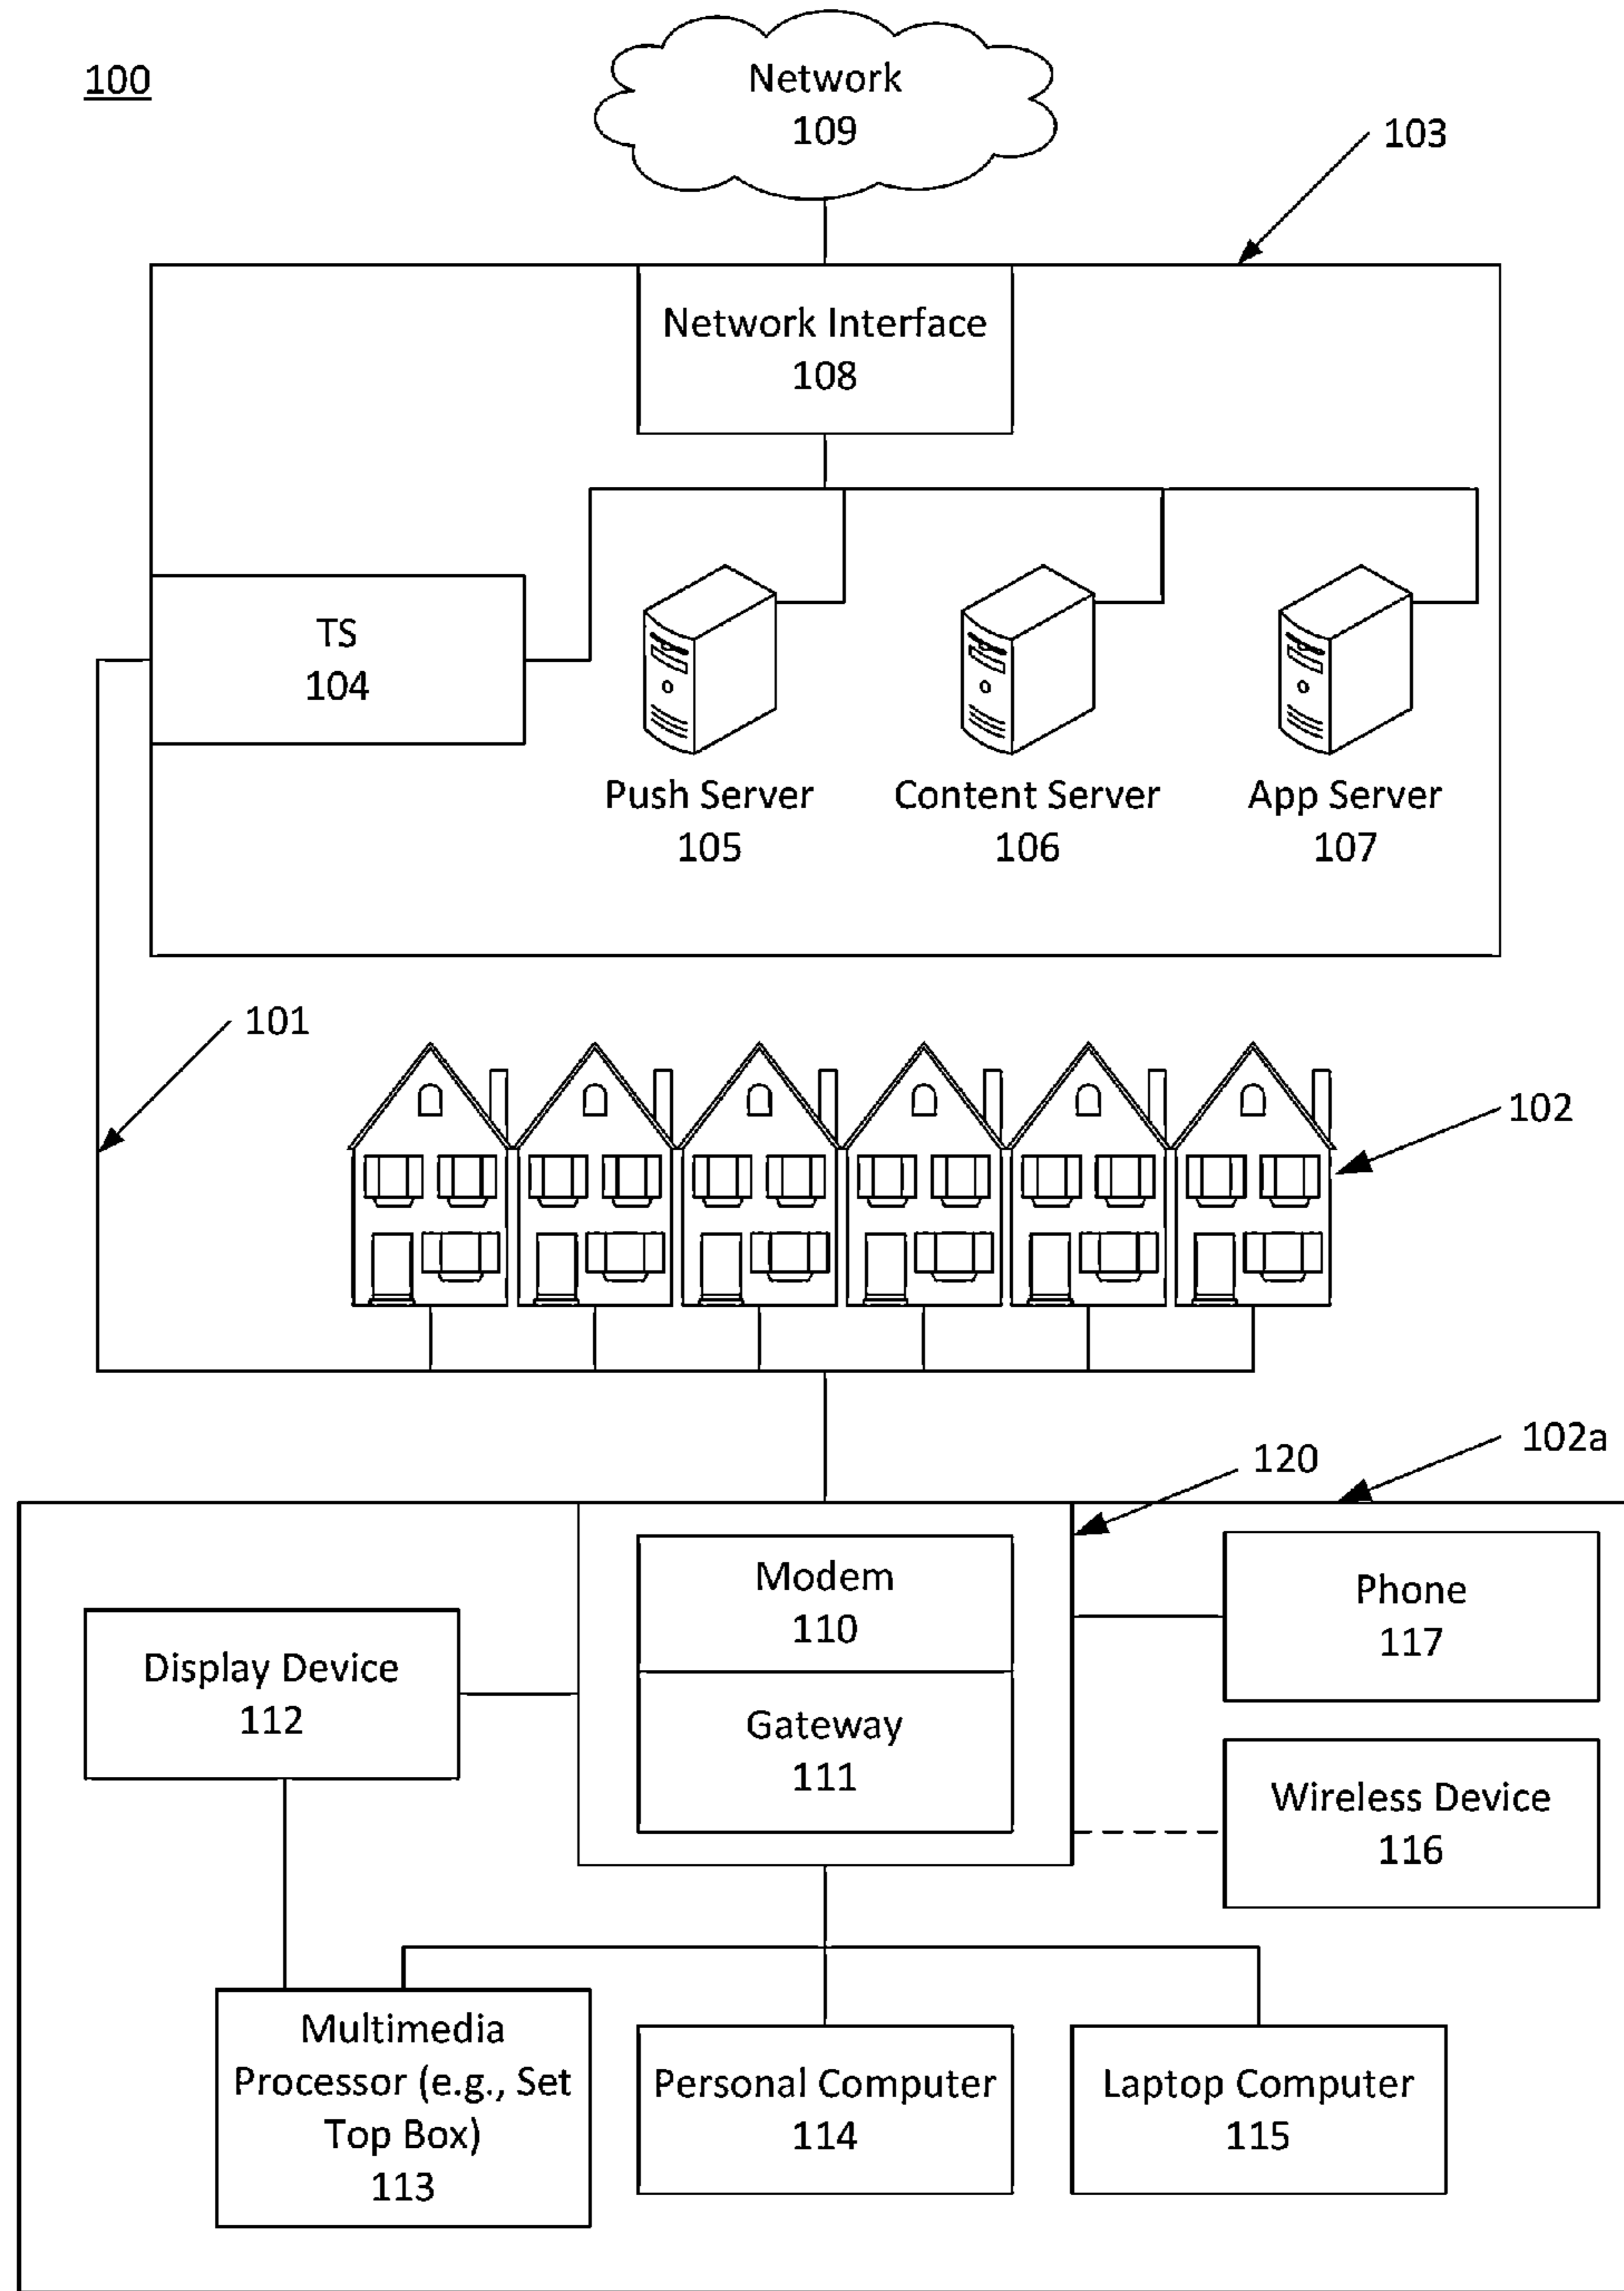 100
Network
109
103
Network Interface
108
TS
104
Push Server
105
Content Server
106
App Server
107
101
102
102a
120
Modem
110
Phone
117
Display Device
112
Gateway
111
Wireless Device
116
Multimedia
Processor (e.g., Set
Top Box)
113
Personal Computer
114
Laptop Computer
115